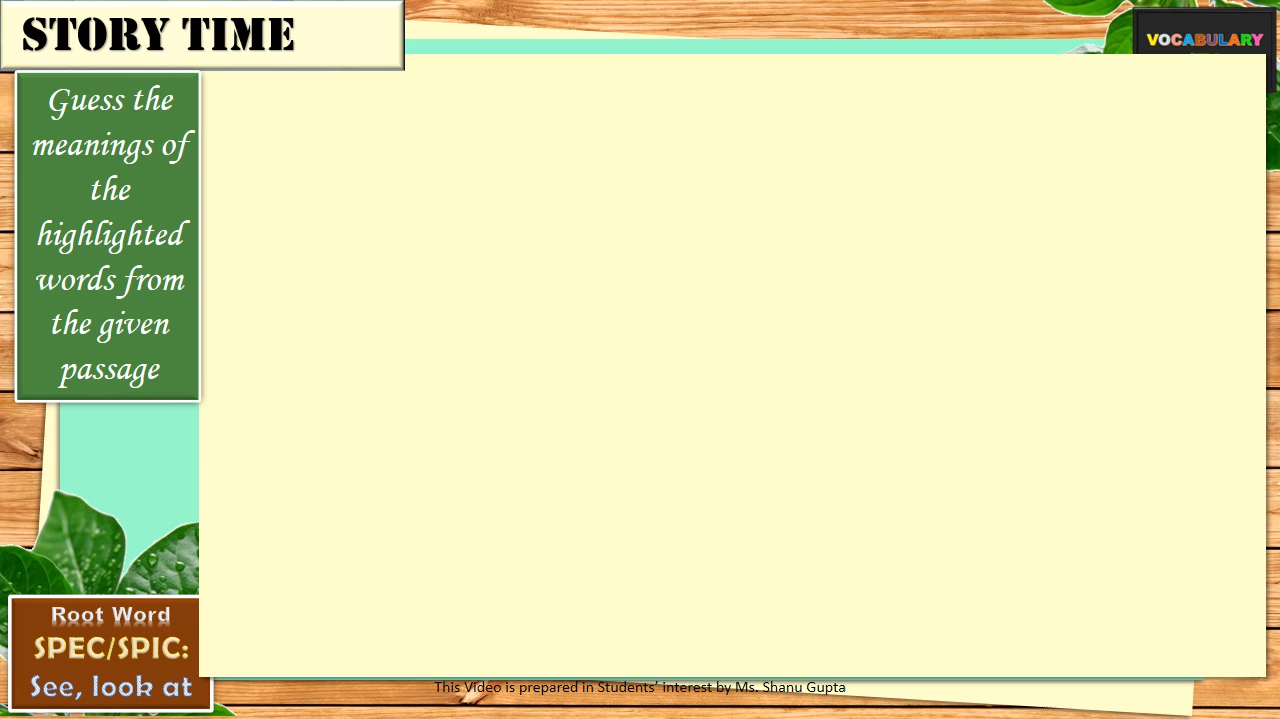 STORY TIME
VOCABULARY
Guess the
meanings of
the
highlighted
words from
the given
passage
Root Word
SPEC/SPIC:
See, look at
This Video is prepared in Students' interest by Ms. Shanu Gupta